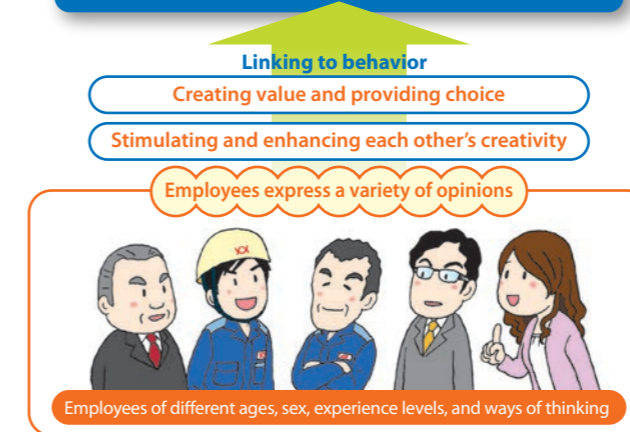 Linking to behavior
Creating value and providing choice
Stimulating and enhancing each other’s creativity
Employees express a variety of opinions
Employees of different ages, sex, experience levels, and ways of thinking